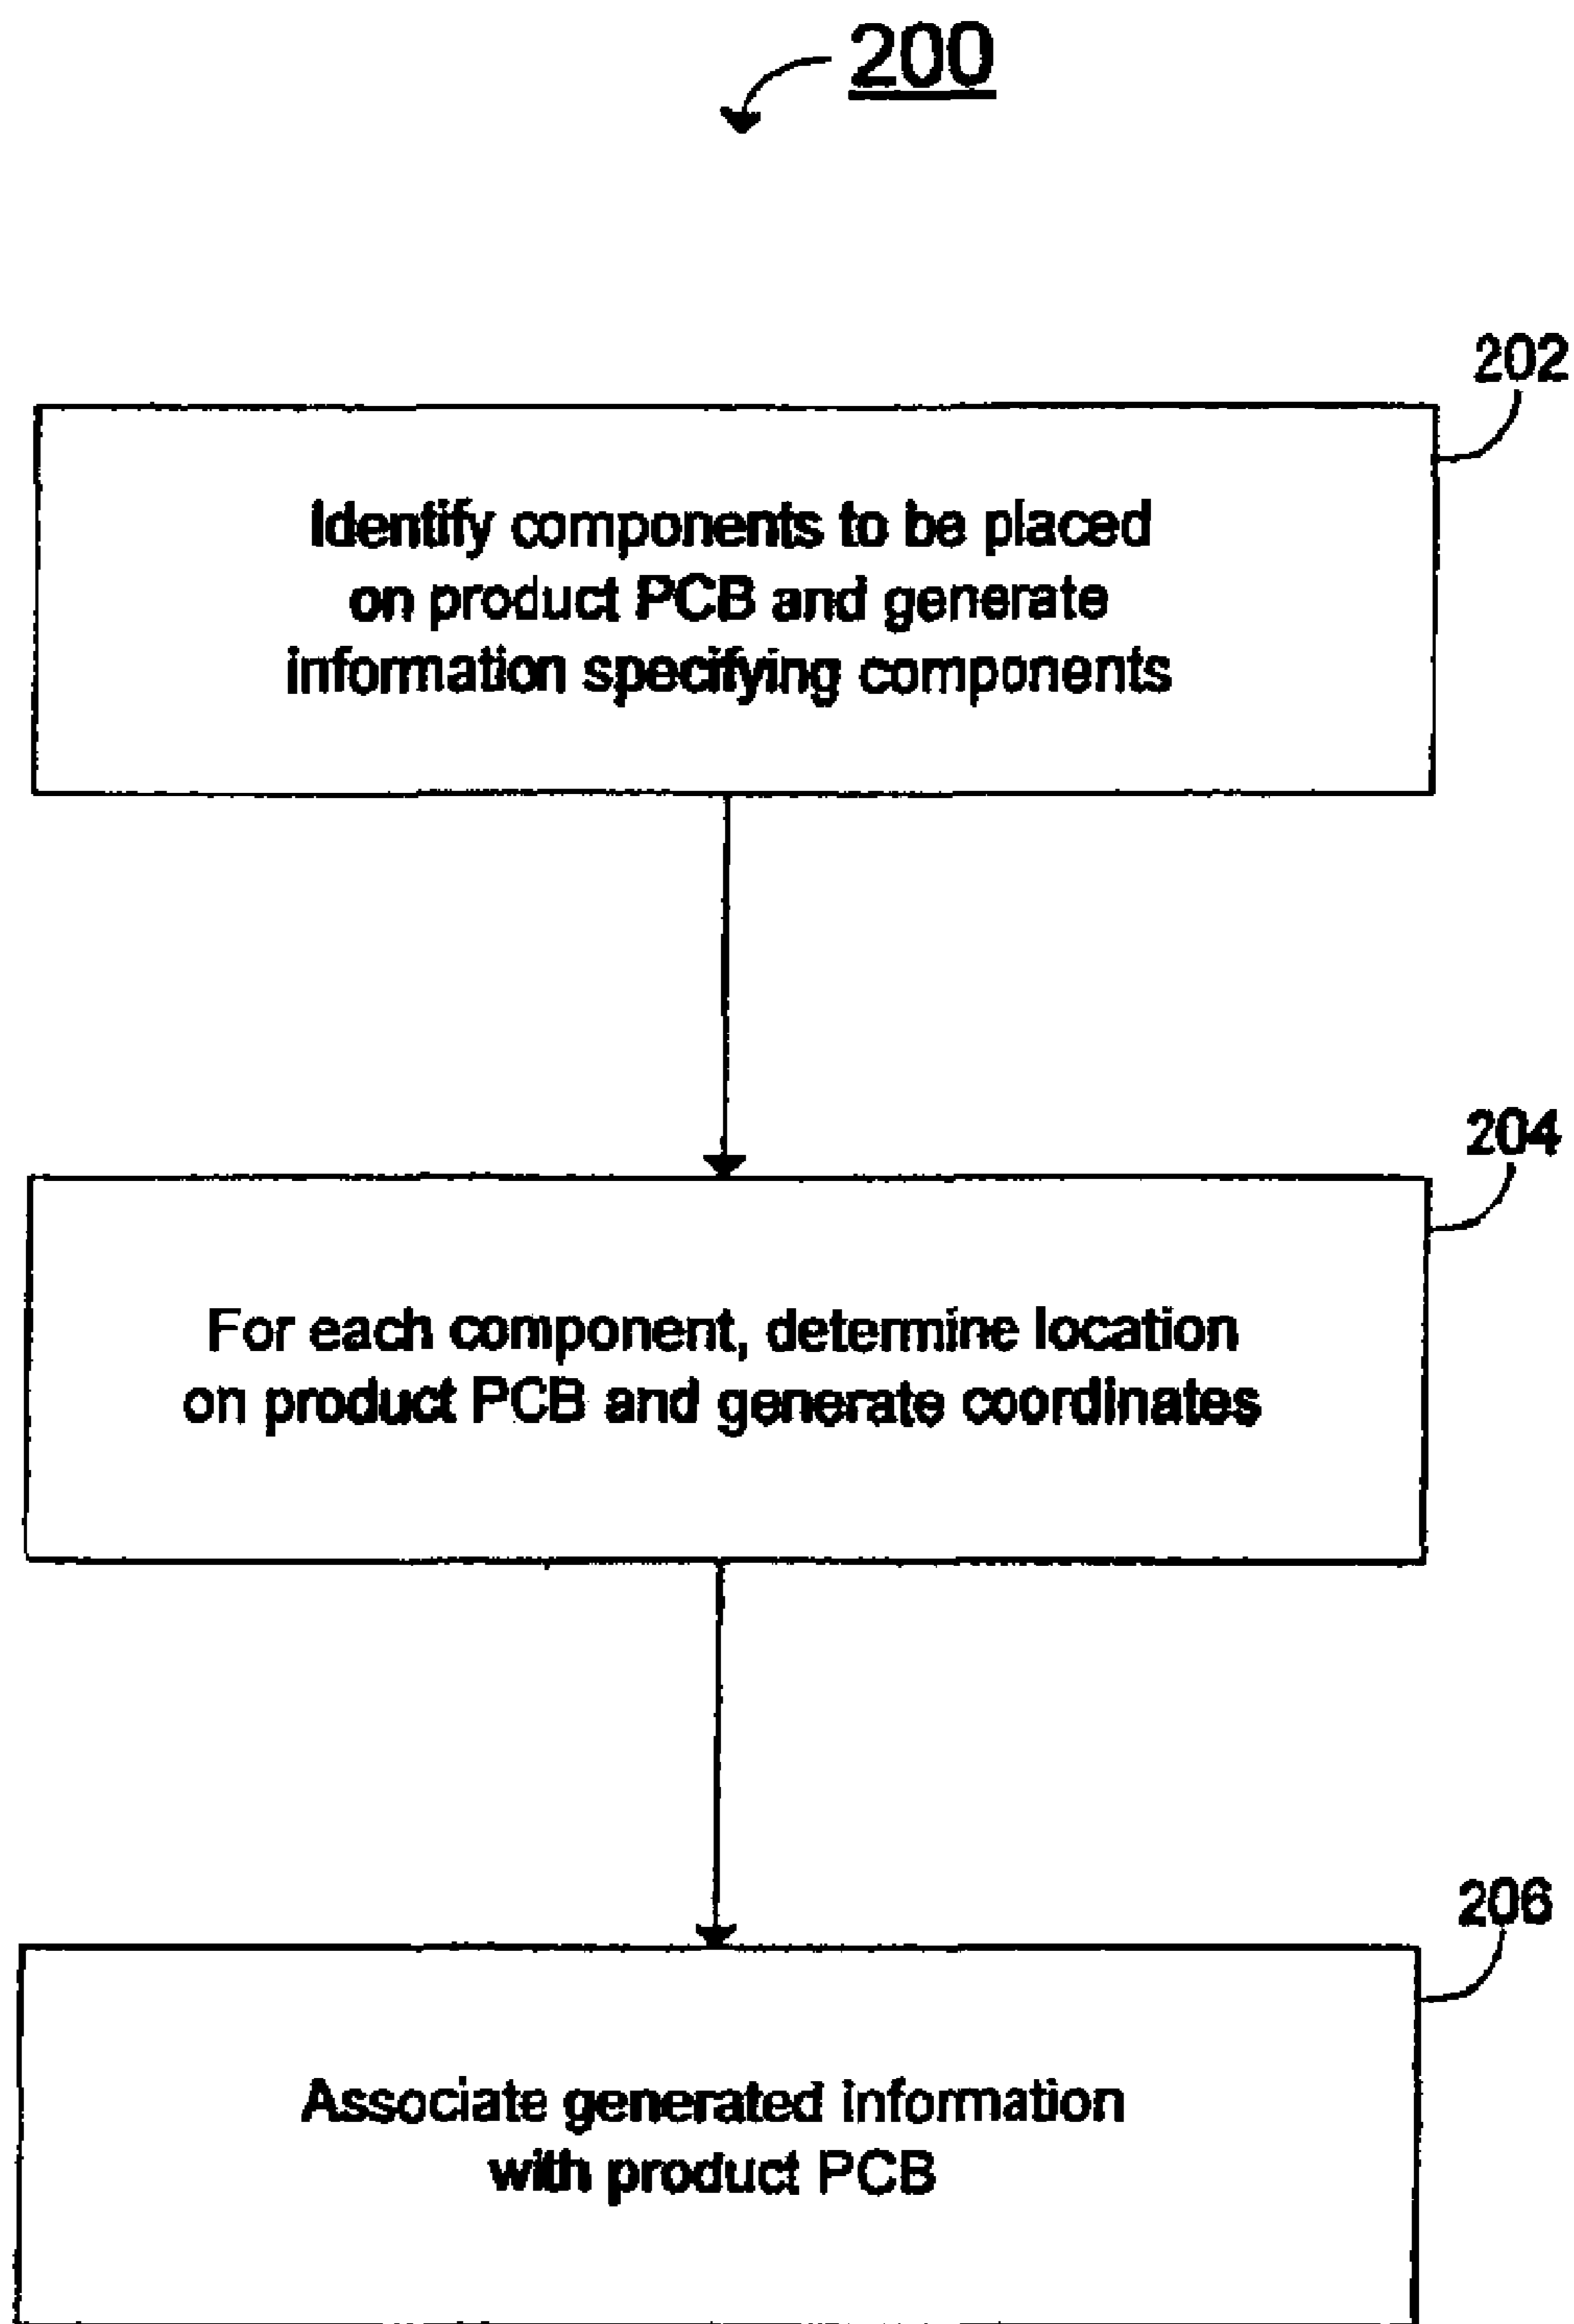 200
202
Identify components to be placed
on product PCB and generate
information specifying components
204
For each component, determine location
on product PCB and generate coordinates
206
Associate generated information
with product PCB